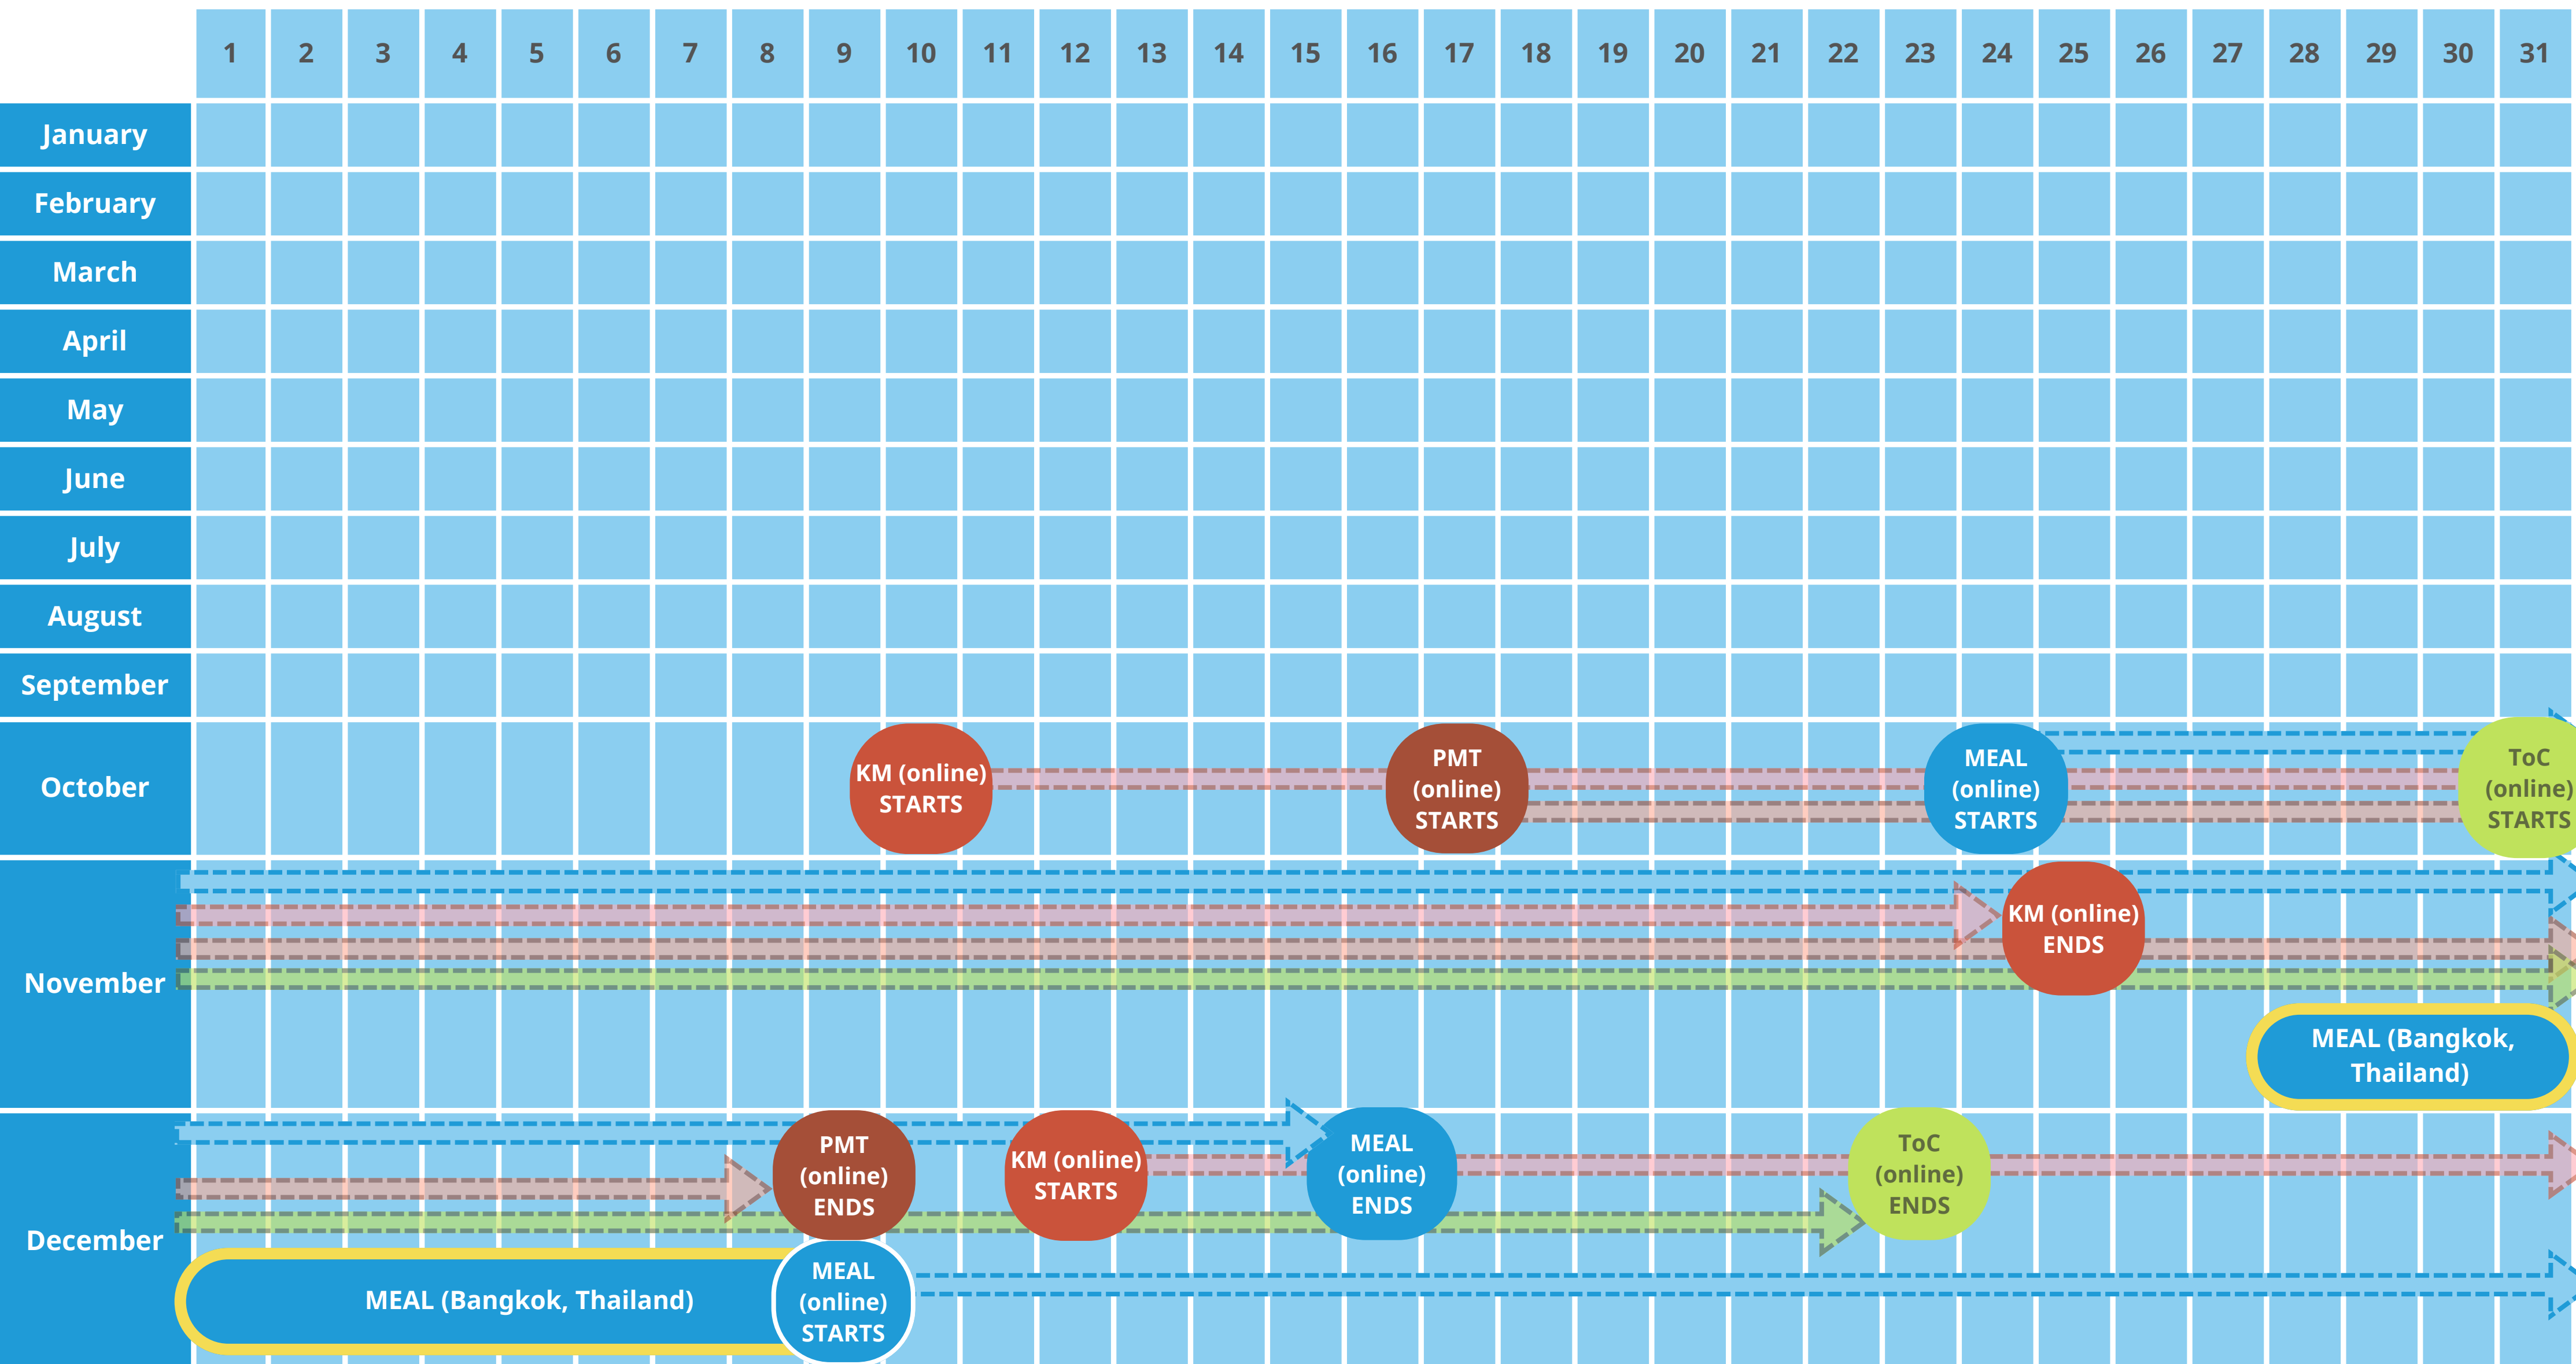 1 2 3 4 5 6 7 8 9 10 11 12 13 14 15 16 17 18 19 20 21 22 23 24 25 26 27 28 29 30 31
January
February
March
April
May
June
July
August
September
October
KM (online)
STARTS
PMT
(online)
STARTS
MEAL
(online)
STARTS
ToC
(online)
STARTS
November
KM (online)
ENDS
MEAL (Bangkok,
Thailand)
December
PMT
(online)
ENDS
KM (online)
STARTS
MEAL
(online)
ENDS
ToC
(online)
ENDS
MEAL (Bangkok, Thailand)
MEAL
(online)
STARTS